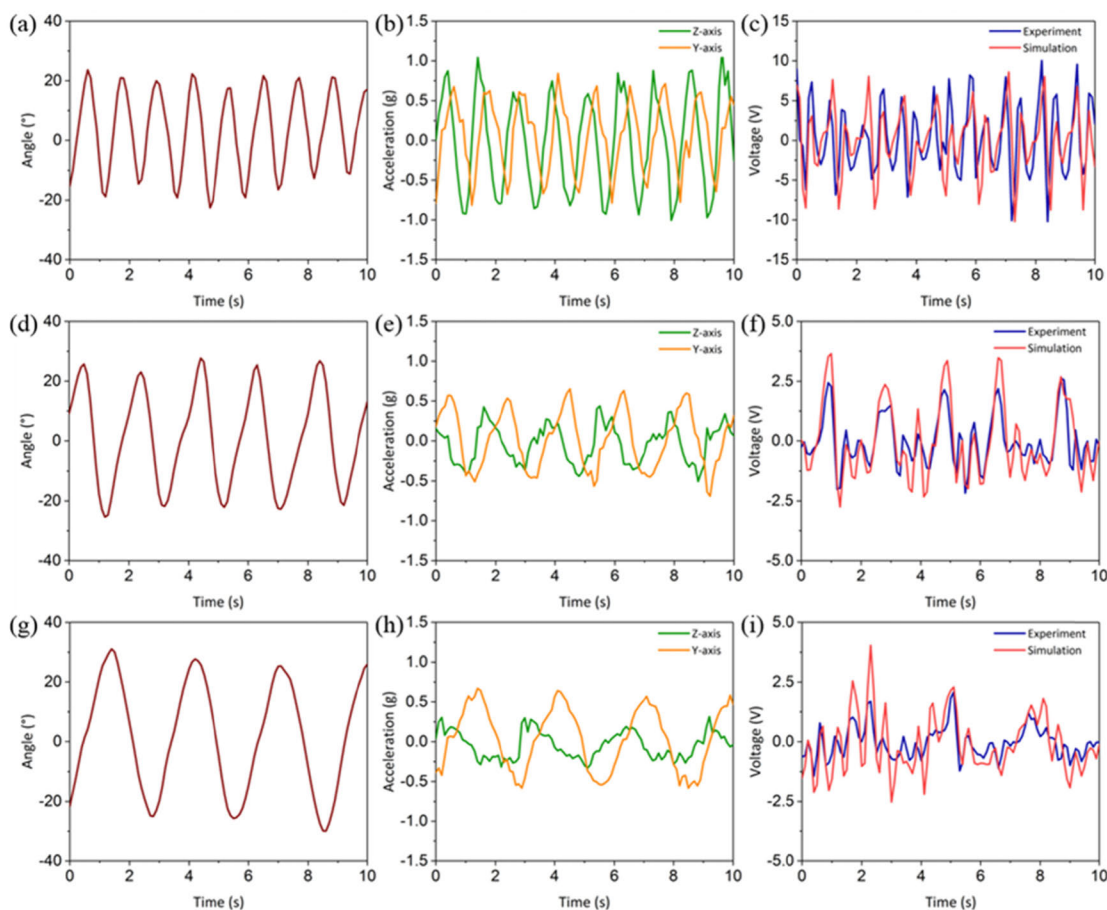 (a)
40
20
0
-20
-40
Angle (°)
0 2 4 6 8 10
Time (s)
(b)
Z-axis
Y-axis
1.5
1.0
0.5
0.0
-0.5
-1.0
-1.5
Acceleration (g)
0 2 4 6 8 10
Time (s)
(c)
Experiment
Simulation
15
10
5
0
-5
-10
-15
Voltage (V)
0 2 4 6 8 10
Time (s)
(d)
40
20
0
-20
-40
Angle (°)
0 2 4 6 8 10
Time (s)
(e)
Z-axis
Y-axis
1.5
1.0
0.5
0.0
-0.5
-1.0
-1.5
Acceleration (g)
0 2 4 6 8 10
Time (s)
(f)
Experiment
Simulation
5.0
2.5
0.0
-2.5
-5.0
Voltage (V)
0 2 4 6 8 10
Time (s)
(g)
40
20
0
-20
-40
Angle (°)
0 2 4 6 8 10
Time (s)
(h)
Z-axis
Y-axis
1.5
1.0
0.5
0.0
-0.5
-1.0
-1.5
Acceleration (g)
0 2 4 6 8 10
Time (s)
(i)
Experiment
Simulation
5.0
2.5
0.0
-2.5
-5.0
Voltage (V)
0 2 4 6 8 10
Time (s)